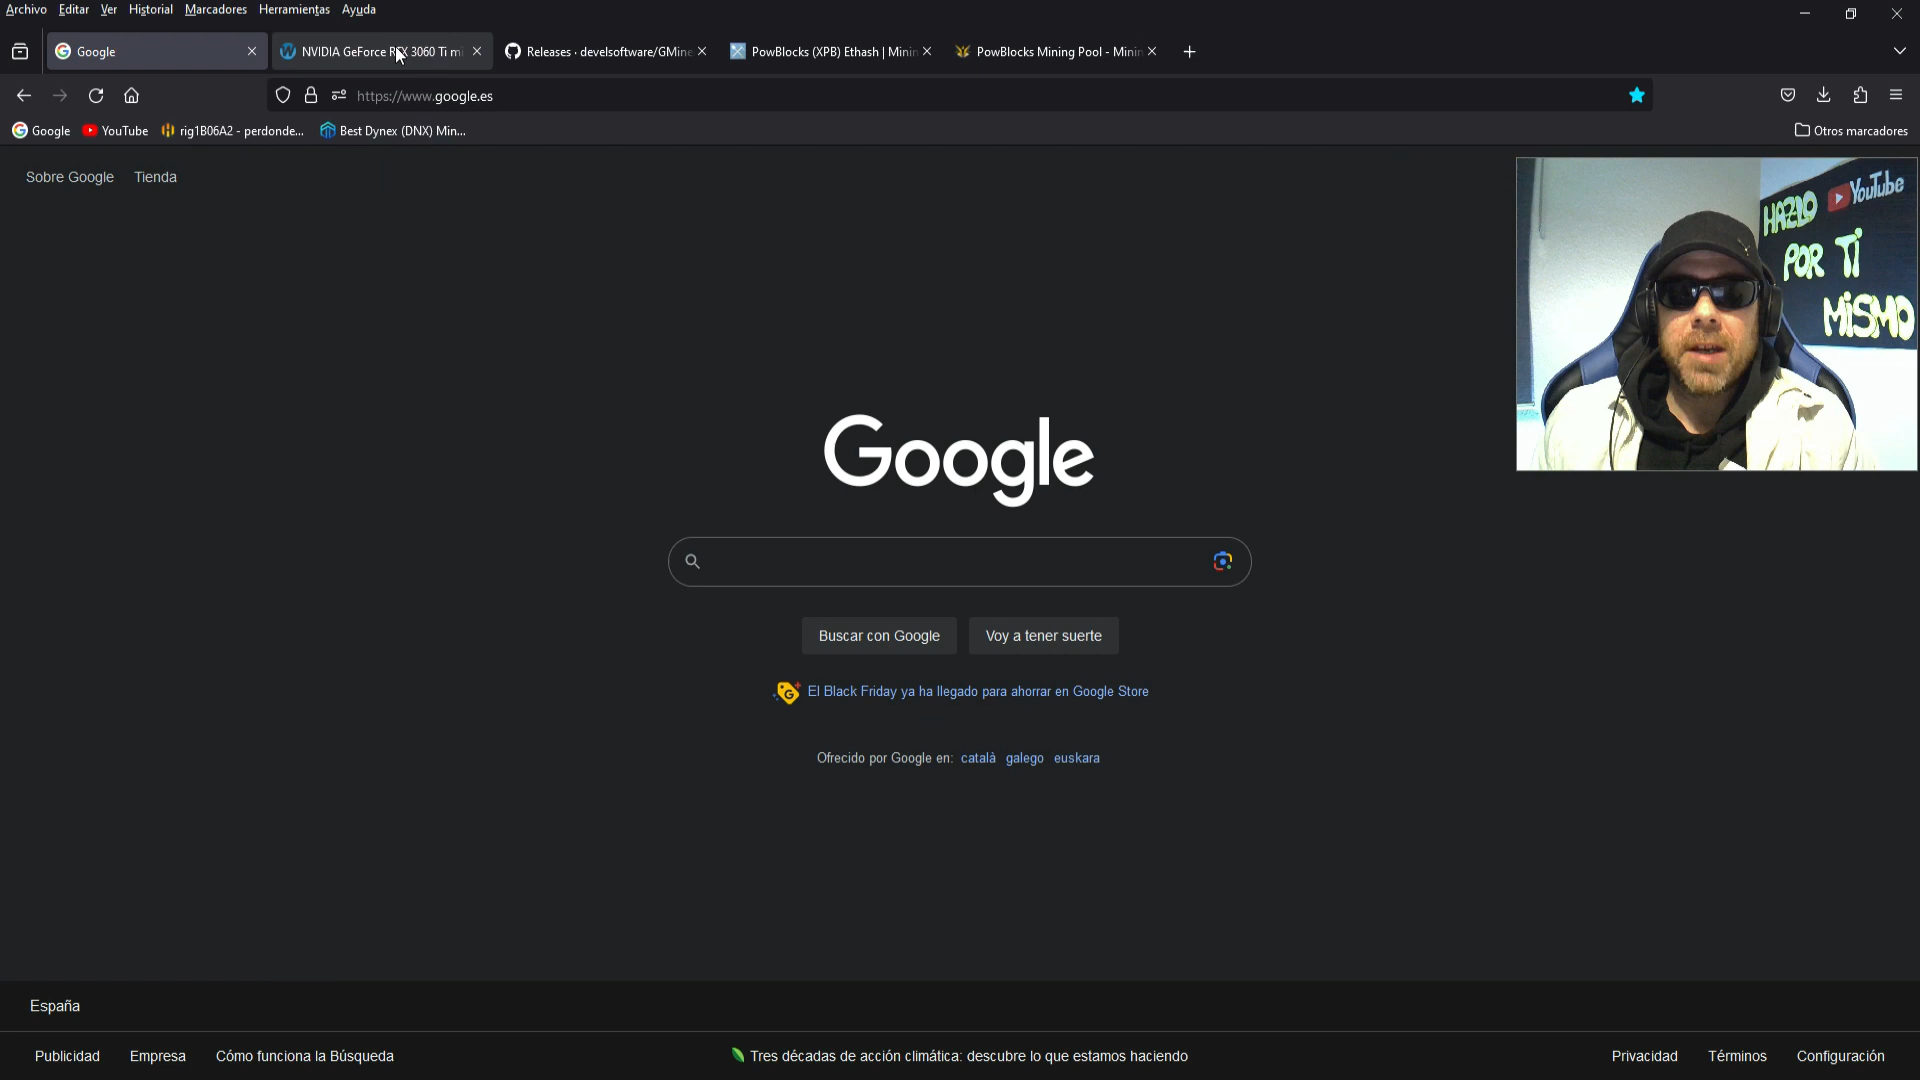 Archivo Editar Ver Historial Marcadores Herramientas Ayuda
Google
NVIDIA GeForce RTX 3060 Ti mi
Releases · develsoftware/GMine
PowBlocks (XPB) Ethash | Minin
PowBlocks Mining Pool - Minin
https://www.google.es
Google YouTube rig1B06A2 - perdonde... Best Dynex (DNX) Min... Otros marcadores
Sobre Google Tienda
YouTube
HAZLO
POR TI
MiSMO
Google
Buscar con Google Voy a tener suerte
El Black Friday ya ha llegado para ahorrar en Google Store
Ofrecido por Google en: català galego euskara
España
Publicidad Empresa Cómo funciona la Búsqueda Tres décadas de acción climática: descubre lo que estamos haciendo Privacidad Términos Configuración